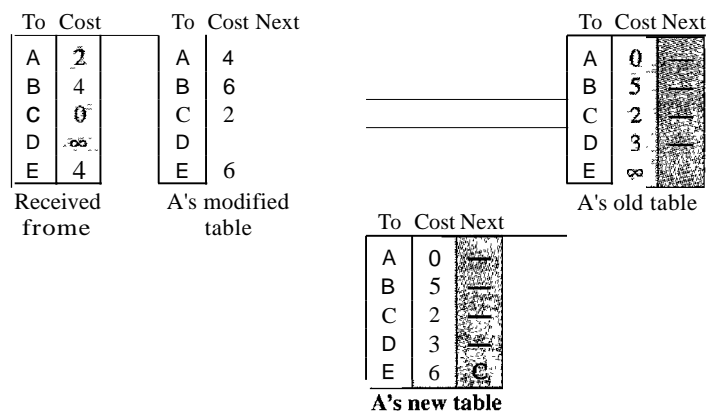 To Cost
A 2
B 4
C 0
D ∞
E 4
Received
frome
To Cost Next
A 4
B 6
C 2
D
E 6
A's modified
table
To Cost Next
A 0 —
B 5 —
C 2 —
D 3 —
E ∞
A's old table
To Cost Next
A 0 —
B 5 —
C 2 —
D 3 —
E 6 C
A's new table